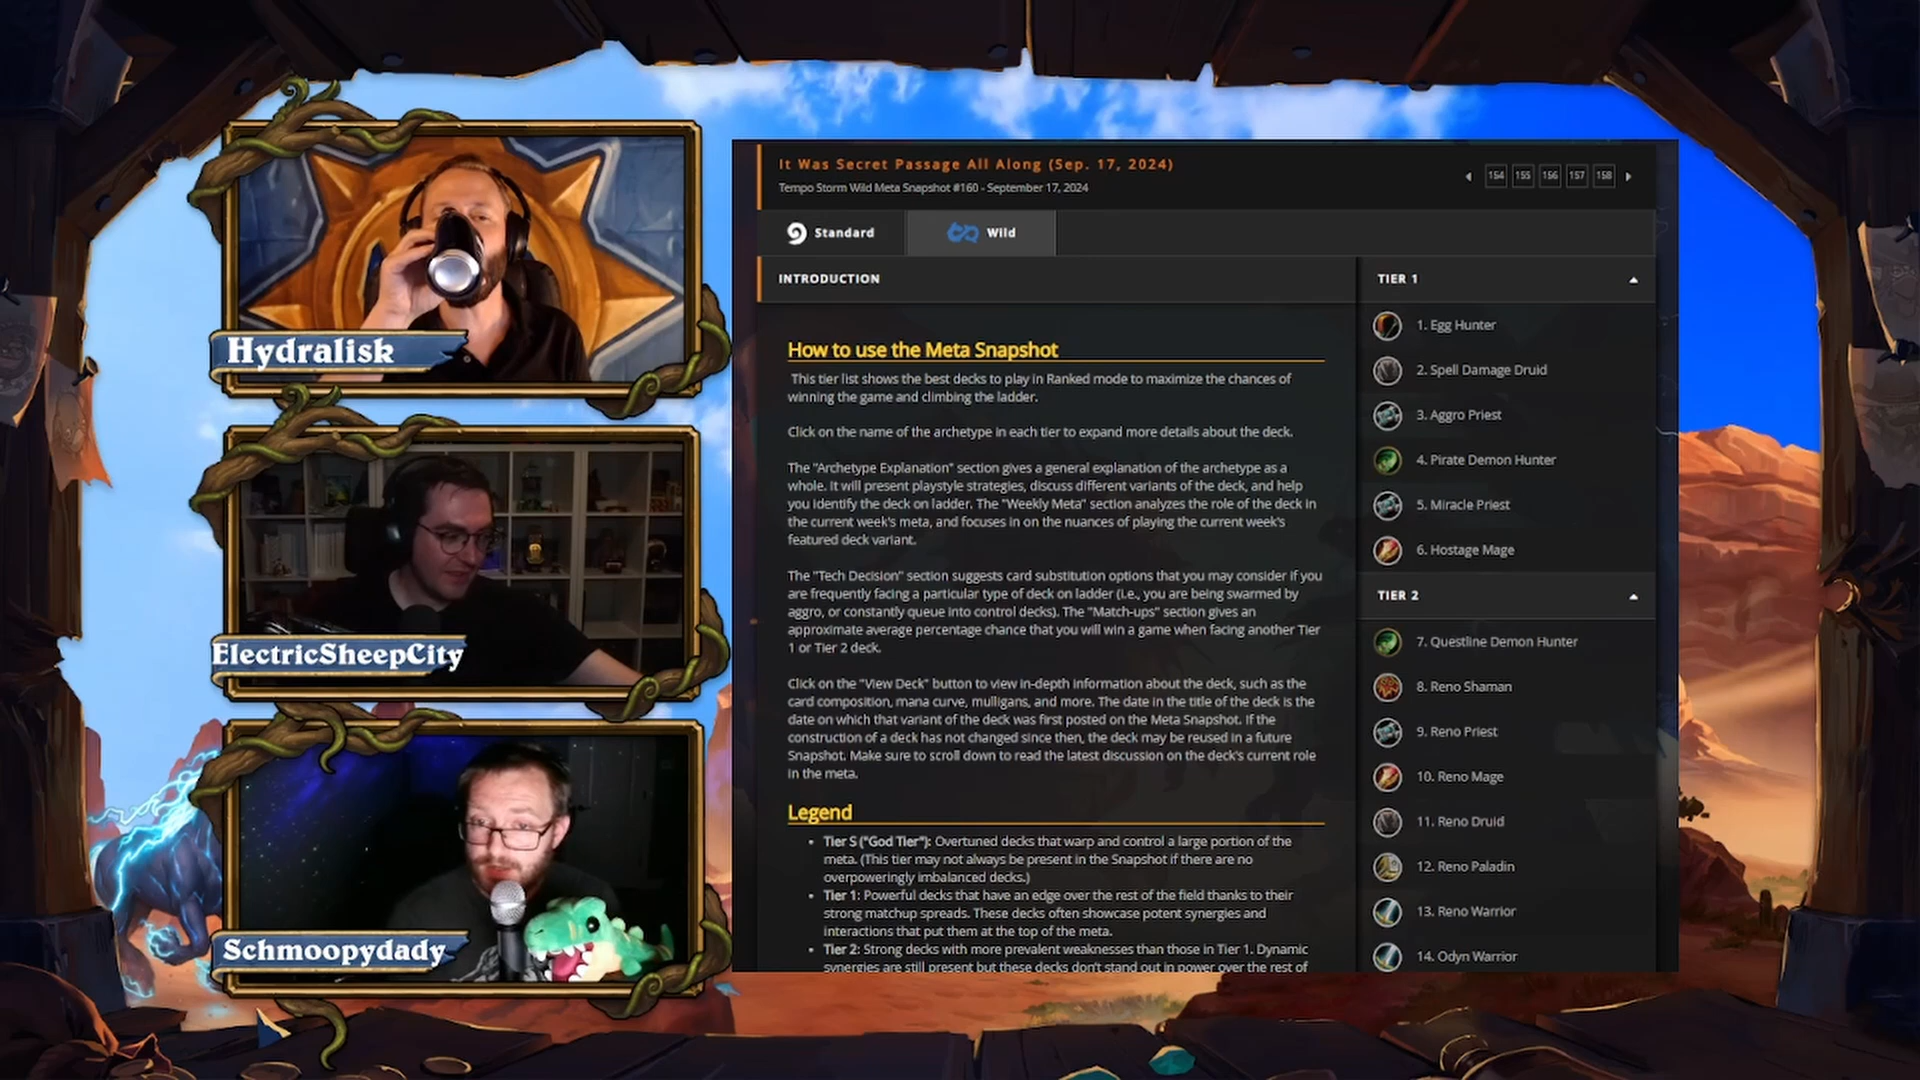 Hydralisk
ElectricSheepCity
Schmoopydady
It Was Secret Passage All Along (Sep. 17, 2024)
Tempo Storm Wild Meta Snapshot #160 - September 17, 2024
154 155 156 157 158
Standard
Wild
INTRODUCTION
How to use the Meta Snapshot
This tier list shows the best decks to play in Ranked mode to maximize the chances of
winning the game and climbing the ladder.
Click on the name of the archetype in each tier to expand more details about the deck.
The "Archetype Explanation" section gives a general explanation of the archetype as a
whole. It will present playstyle strategies, discuss different variants of the deck, and help
you identify the deck on ladder. The "Weekly Meta" section analyzes the role of the deck in
the current week's meta, and focuses in on the nuances of playing the current week's
featured deck variant.
The "Tech Decision" section suggests card substitution options that you may consider if you
are frequently facing a particular type of deck on ladder (i.e., you are being swarmed by
aggro, or constantly queue into control decks). The "Match-ups" section gives an
approximate average percentage chance that you will win a game when facing another Tier
1 or Tier 2 deck.
Click on the "View Deck" button to view in-depth information about the deck, such as the
card composition, mana curve, mulligans, and more. The date in the title of the deck is the
date on which that variant of the deck was first posted on the Meta Snapshot. If the
construction of a deck has not changed since then, the deck may be reused in a future
Snapshot. Make sure to scroll down to read the latest discussion on the deck's current role
in the meta.
Legend
• Tier S ("God Tier"): Overtuned decks that warp and control a large portion of the
meta. (This tier may not always be present in the Snapshot if there are no
overpoweringly imbalanced decks.)
• Tier 1: Powerful decks that have an edge over the rest of the field thanks to their
strong matchup spreads. These decks often showcase potent synergies and
interactions that put them at the top of the meta.
• Tier 2: Strong decks with more prevalent weaknesses than those in Tier 1. Dynamic
synergies are still present but these decks don't stand out in power over the rest of
TIER 1
1. Egg Hunter
2. Spell Damage Druid
3. Aggro Priest
4. Pirate Demon Hunter
5. Miracle Priest
6. Hostage Mage
TIER 2
7. Questline Demon Hunter
8. Reno Shaman
9. Reno Priest
10. Reno Mage
11. Reno Druid
12. Reno Paladin
13. Reno Warrior
14. Odyn Warrior